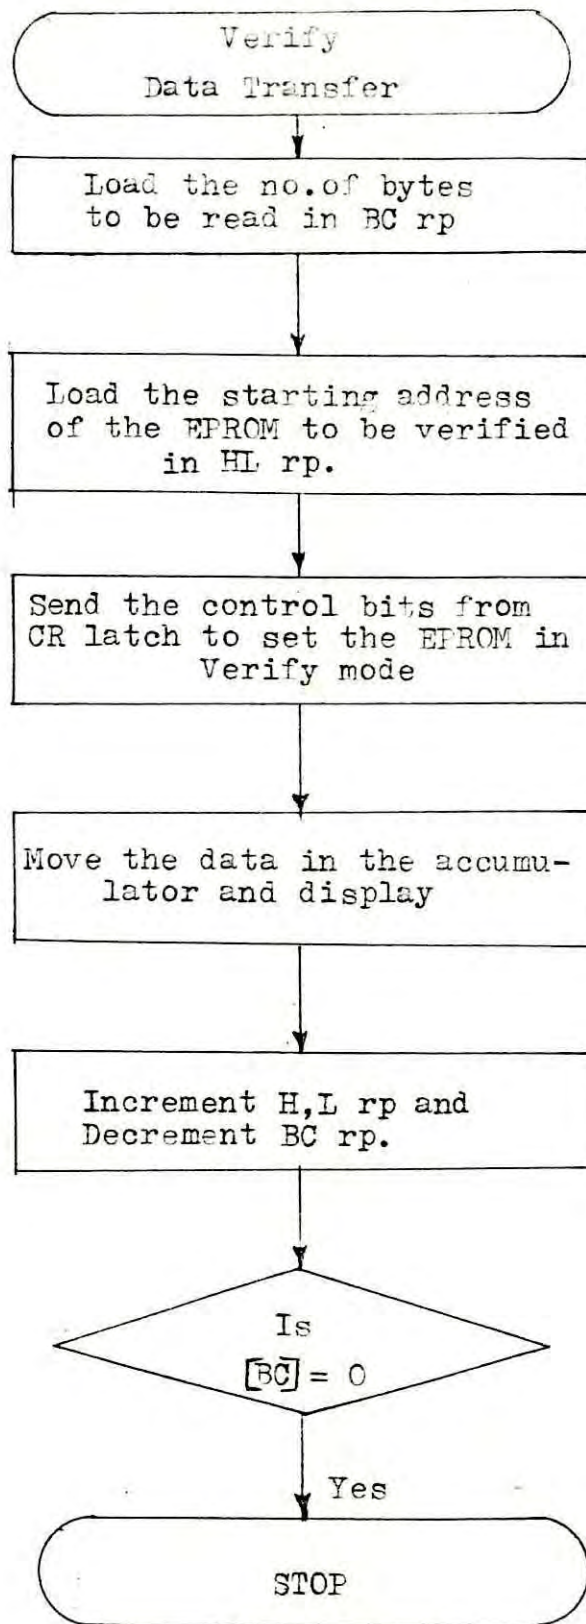 Verify
Data Transfer
Load the no.of bytes
to be read in BC rp
Load the starting address
of the EPROM to be verified
in HL rp.
Send the control bits from
CR latch to set the EPROM in
Verify mode
Move the data in the accumu-
lator and display
Increment H,L rp and
Decrement BC rp.
Is
[BC] = 0
Yes
STOP